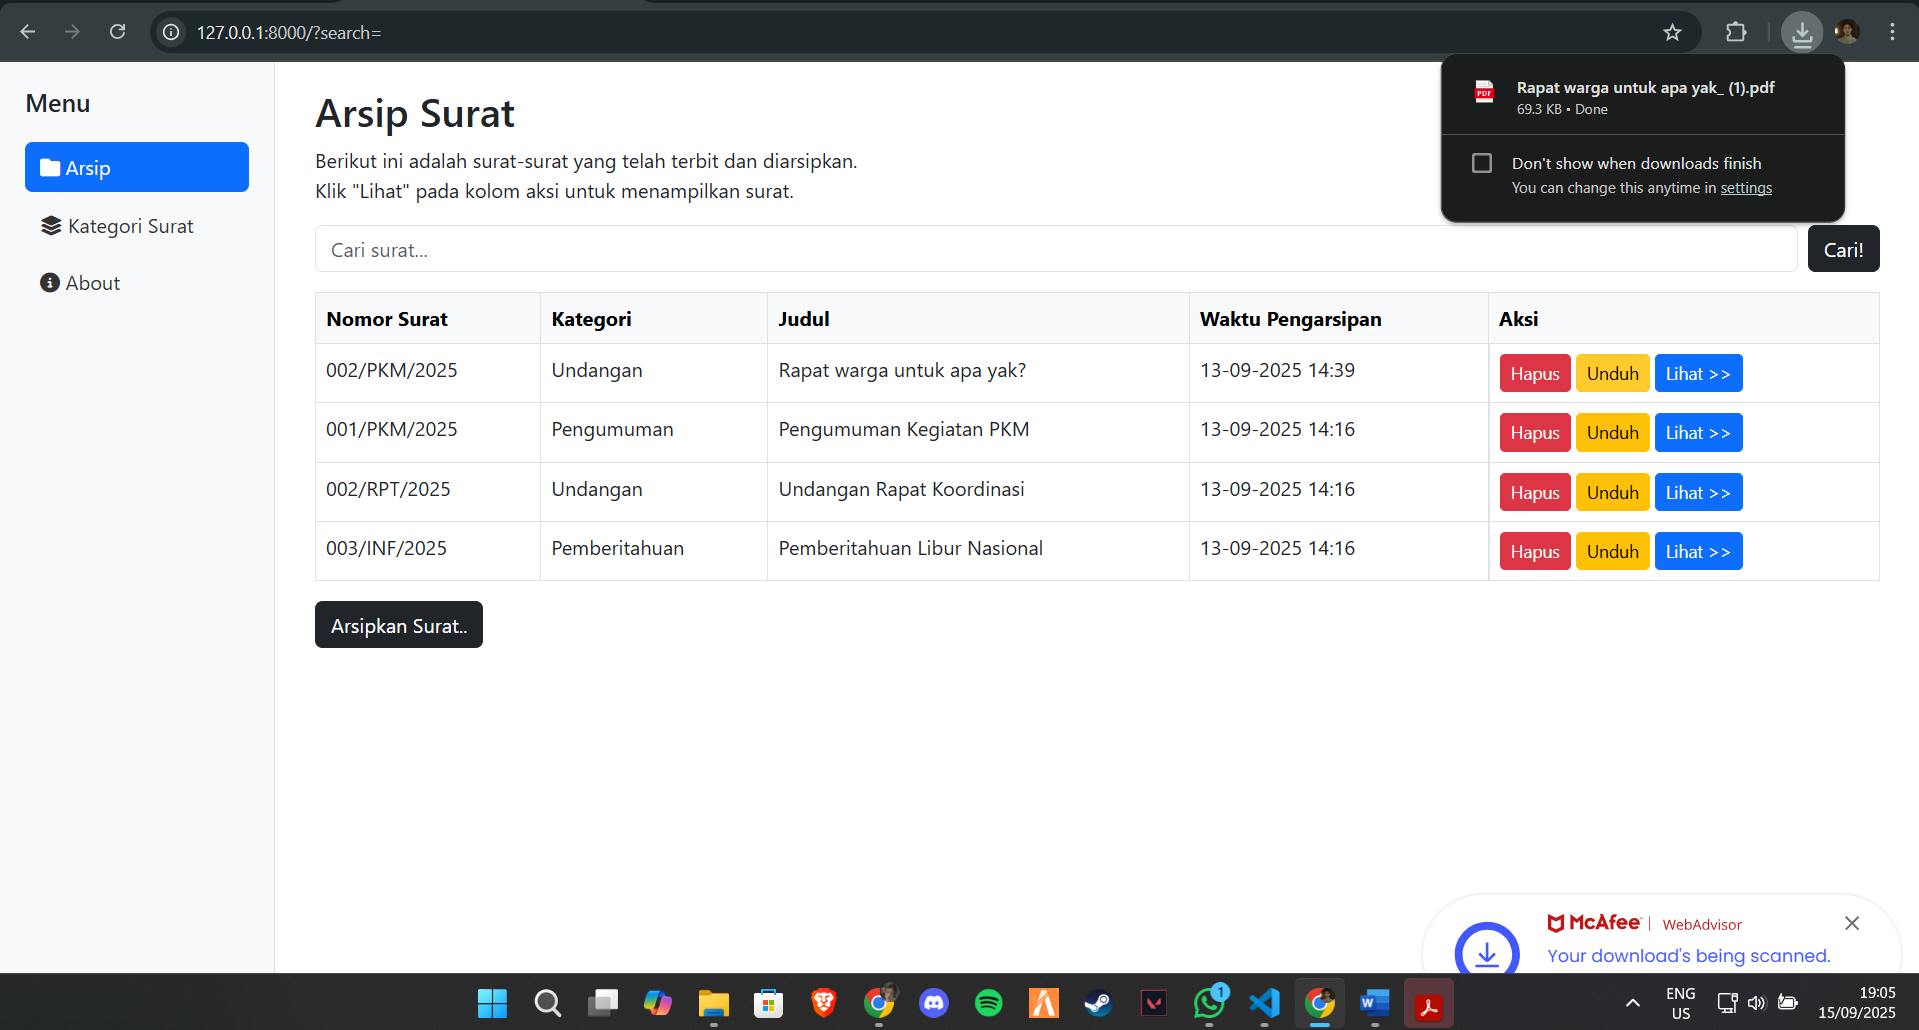 127.0.0.1:8000/?search=
Rapat warga untuk apa yak_ (1).pdf
69.3 KB • Done
Don't show when downloads finish
You can change this anytime in settings
Menu
Arsip
Kategori Surat
About
Arsip Surat
Berikut ini adalah surat-surat yang telah terbit dan diarsipkan.
Klik "Lihat" pada kolom aksi untuk menampilkan surat.
Cari surat...
Cari!
Nomor Surat Kategori Judul Waktu Pengarsipan Aksi
002/PKM/2025 Undangan Rapat warga untuk apa yak? 13-09-2025 14:39 Hapus Unduh Lihat >>
001/PKM/2025 Pengumuman Pengumuman Kegiatan PKM 13-09-2025 14:16 Hapus Unduh Lihat >>
002/RPT/2025 Undangan Undangan Rapat Koordinasi 13-09-2025 14:16 Hapus Unduh Lihat >>
003/INF/2025 Pemberitahuan Pemberitahuan Libur Nasional 13-09-2025 14:16 Hapus Unduh Lihat >>
Arsipkan Surat..
McAfee | WebAdvisor
Your download's being scanned.
1
ENG
US
19:05
15/09/2025